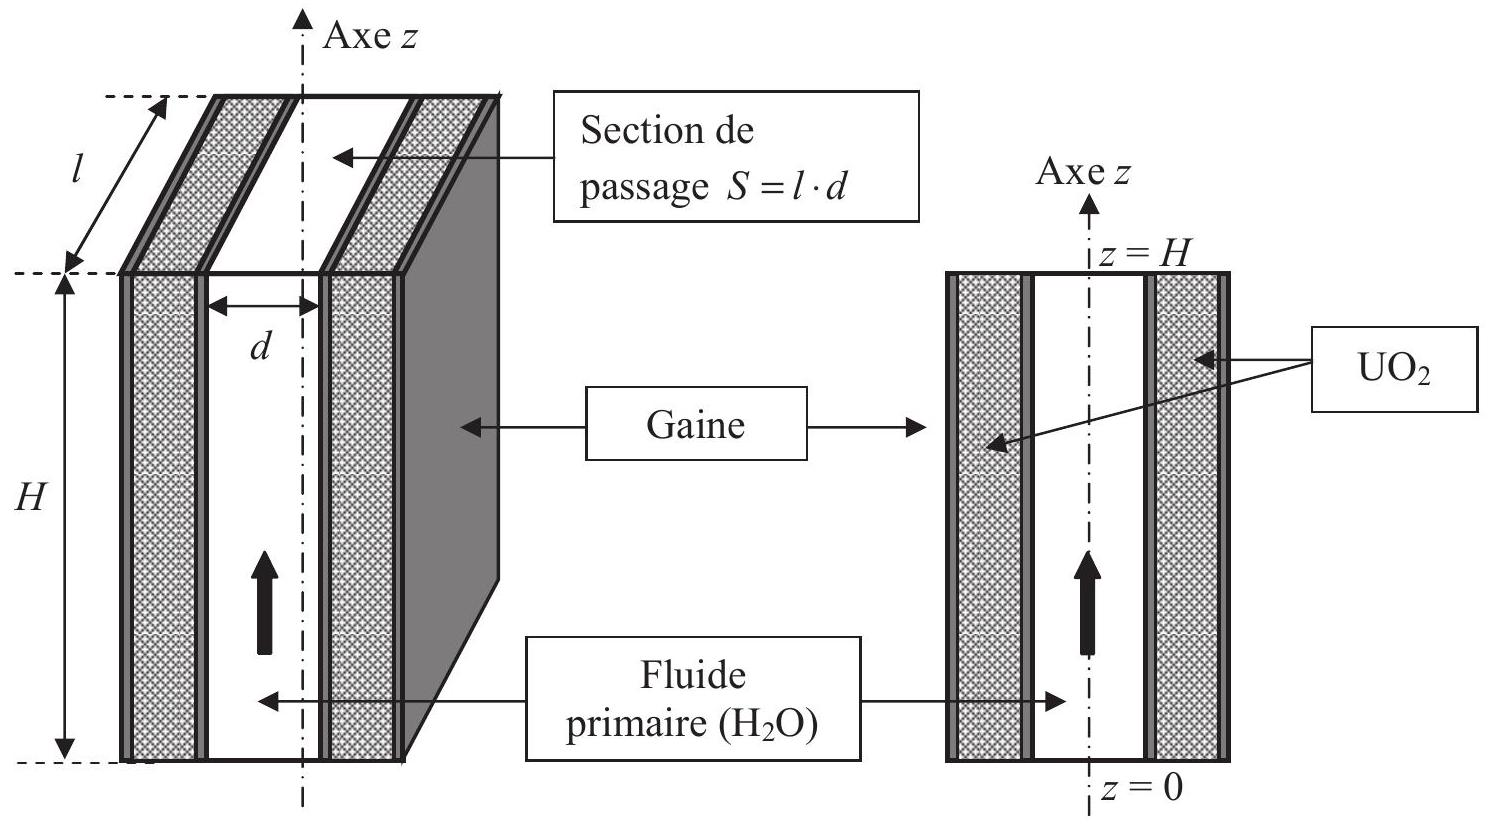 Axe z
l
Section de
passage S = l · d
Axe z
z = H
d
UO₂
Gaine
H
Fluide
primaire (H₂O)
z = 0